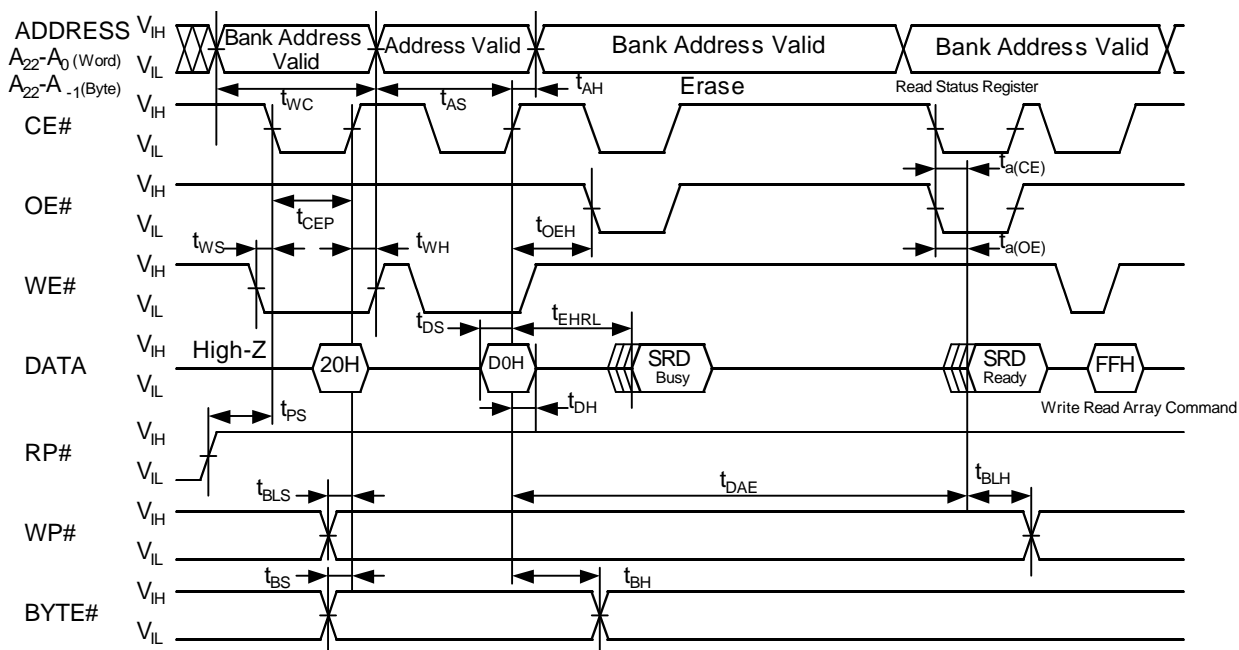 ADDRESS VIH Bank Address Valid Address Valid Bank Address Valid Bank Address Valid
A22-A0 (Word) VIL
A22-A-1(Byte) tWC tAS tAH Erase Read Status Register
CE# VIH
VIL
ta(CE)
OE# VIH
VIL
tCEP tOEH
tWS tWH ta(OE)
WE# VIH
VIL
tDS tEHRL
DATA VIH High-Z 20H D0H SRD Busy SRD Ready FFH
VIL
tPS tDH Write Read Array Command
RP# VIH
VIL
tBLS tDAE tBLH
WP# VIH
VIL
tBS tBH
BYTE# VIH
VIL